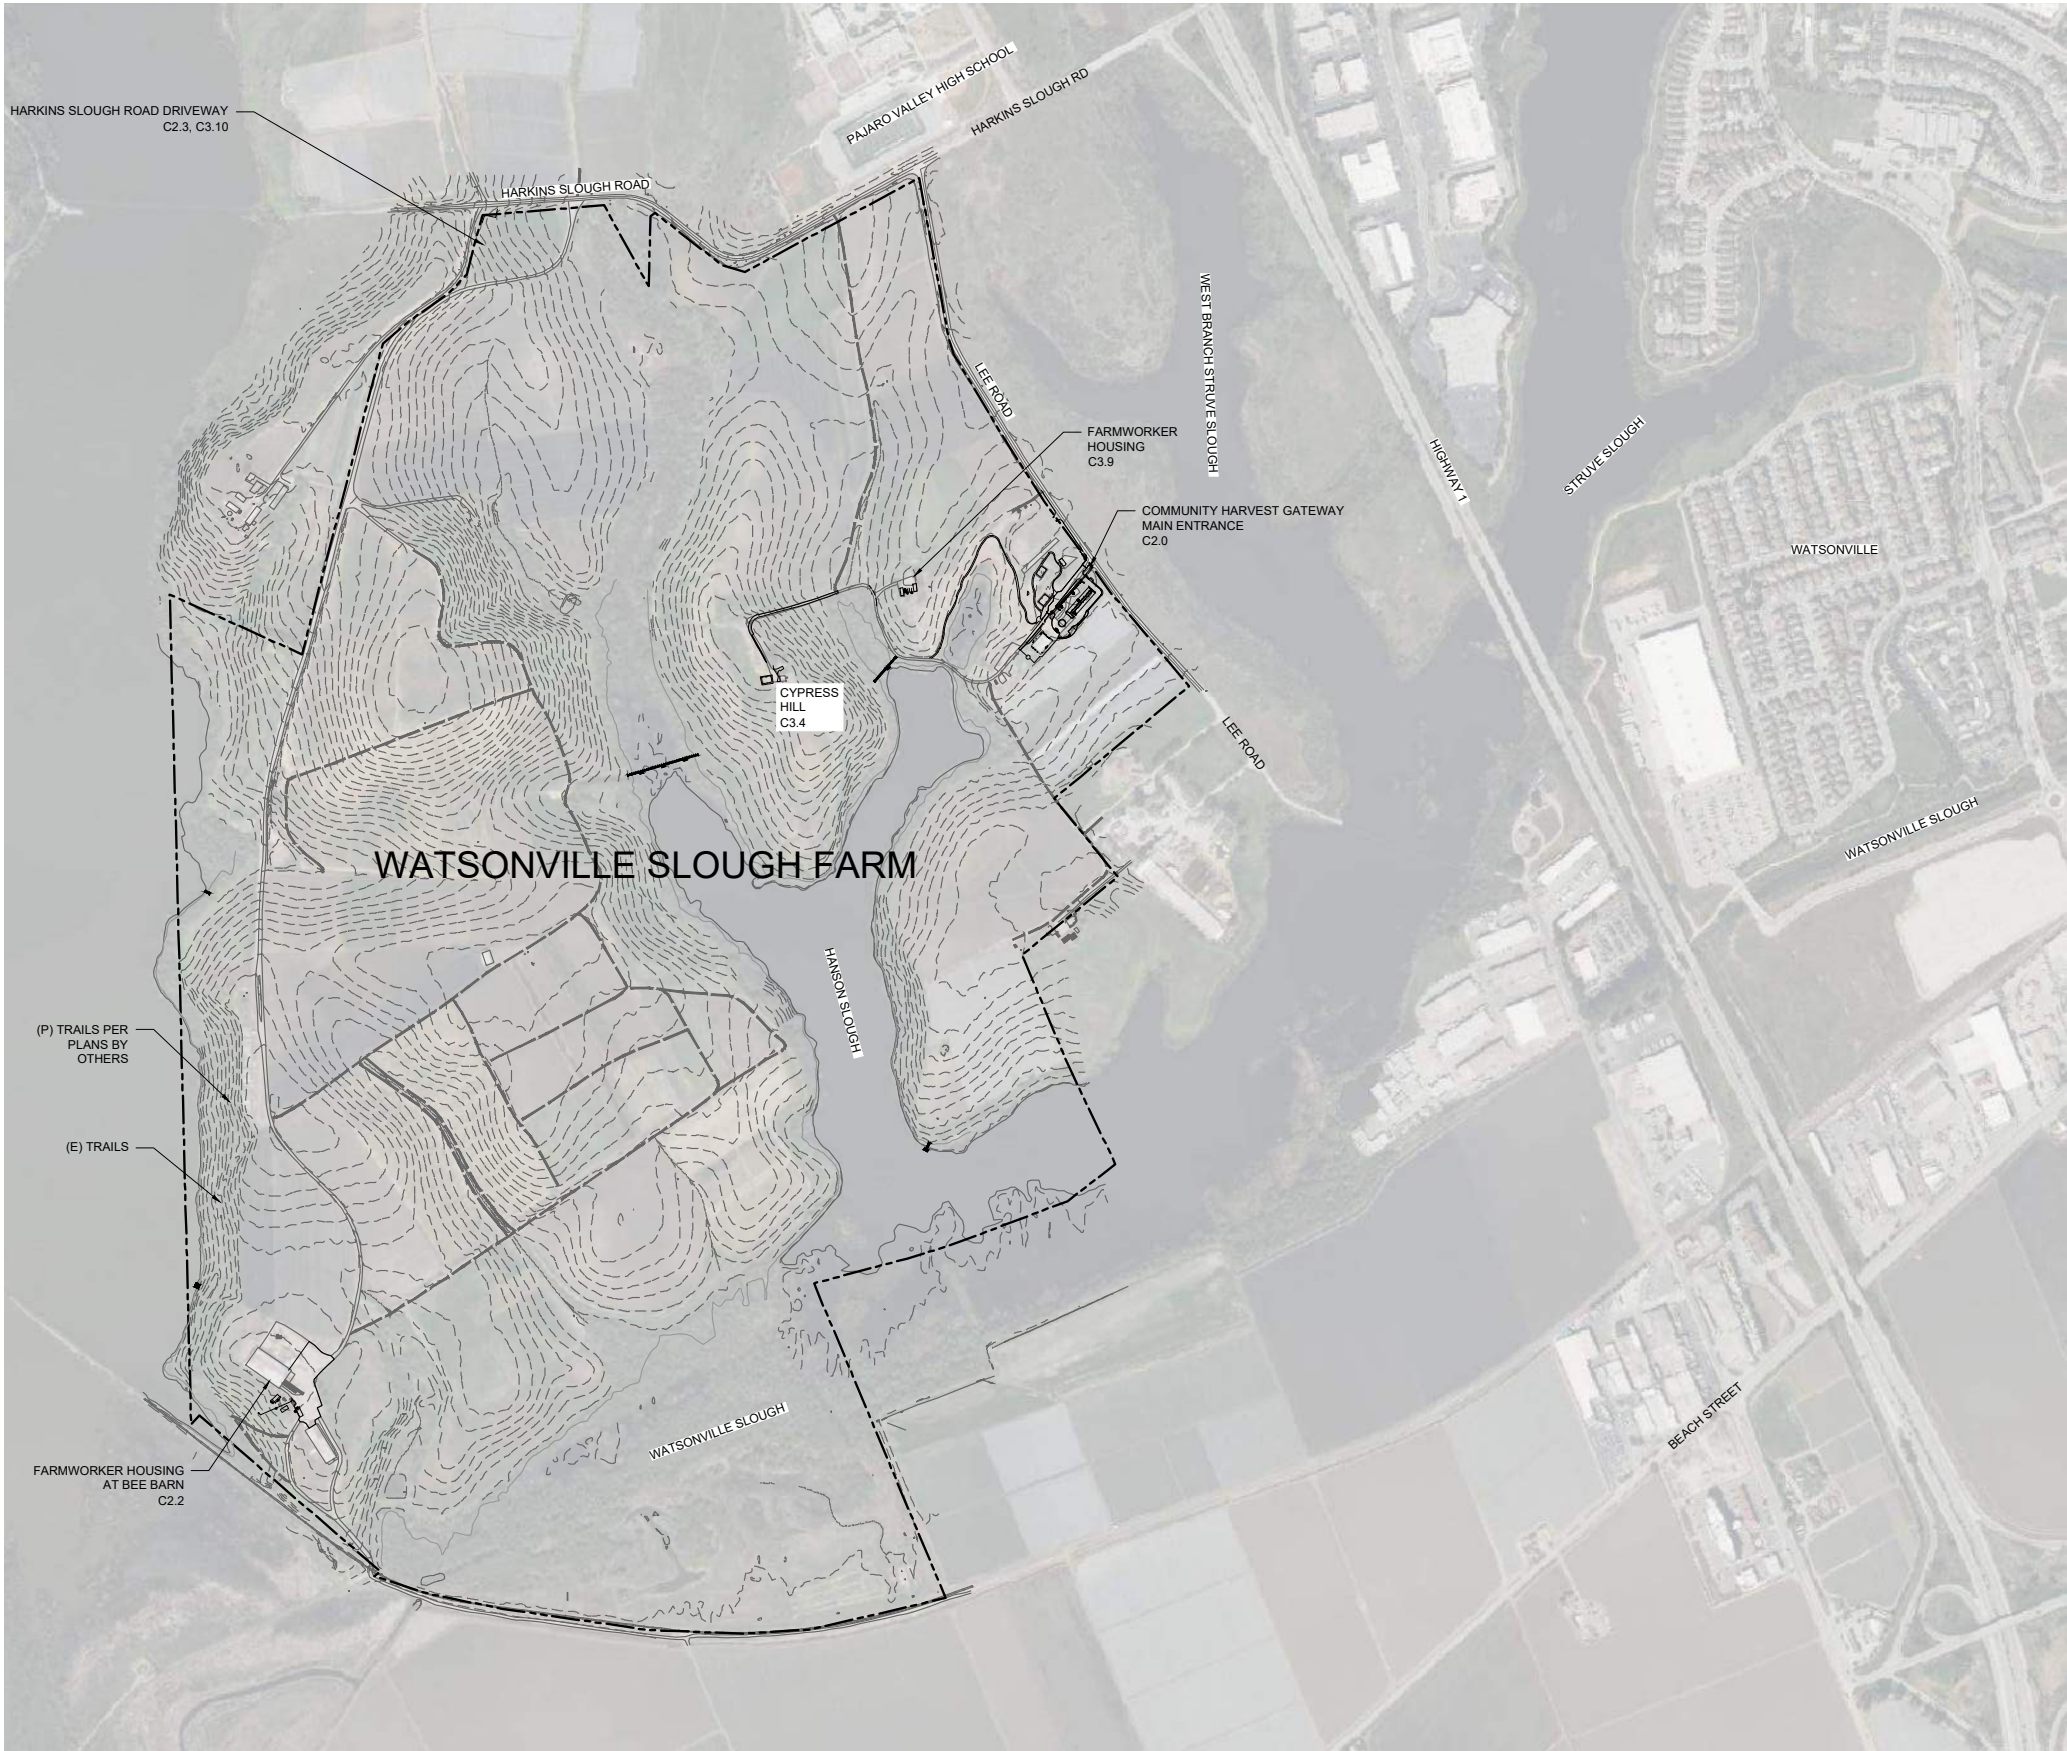 PAJARO VALLEY HIGH SCHOOL
HARKINS SLOUGH RD
HARKINS SLOUGH ROAD DRIVEWAY
C2.3, C3.10
HARKINS SLOUGH ROAD
WEST BRANCH STRUVE SLOUGH
LEE ROAD
FARMWORKER
HOUSING
C3.9
HIGHWAY 1
STRUVE SLOUGH
COMMUNITY HARVEST GATEWAY
MAIN ENTRANCE
C2.0
WATSONVILLE
CYPRESS
HILL
C3.4
LEE ROAD
WATSONVILLE SLOUGH
WATSONVILLE SLOUGH FARM
HANSON SLOUGH
(P) TRAILS PER
PLANS BY
OTHERS
(E) TRAILS
BEACH STREET
WATSONVILLE SLOUGH
FARMWORKER HOUSING
AT BEE BARN
C2.2